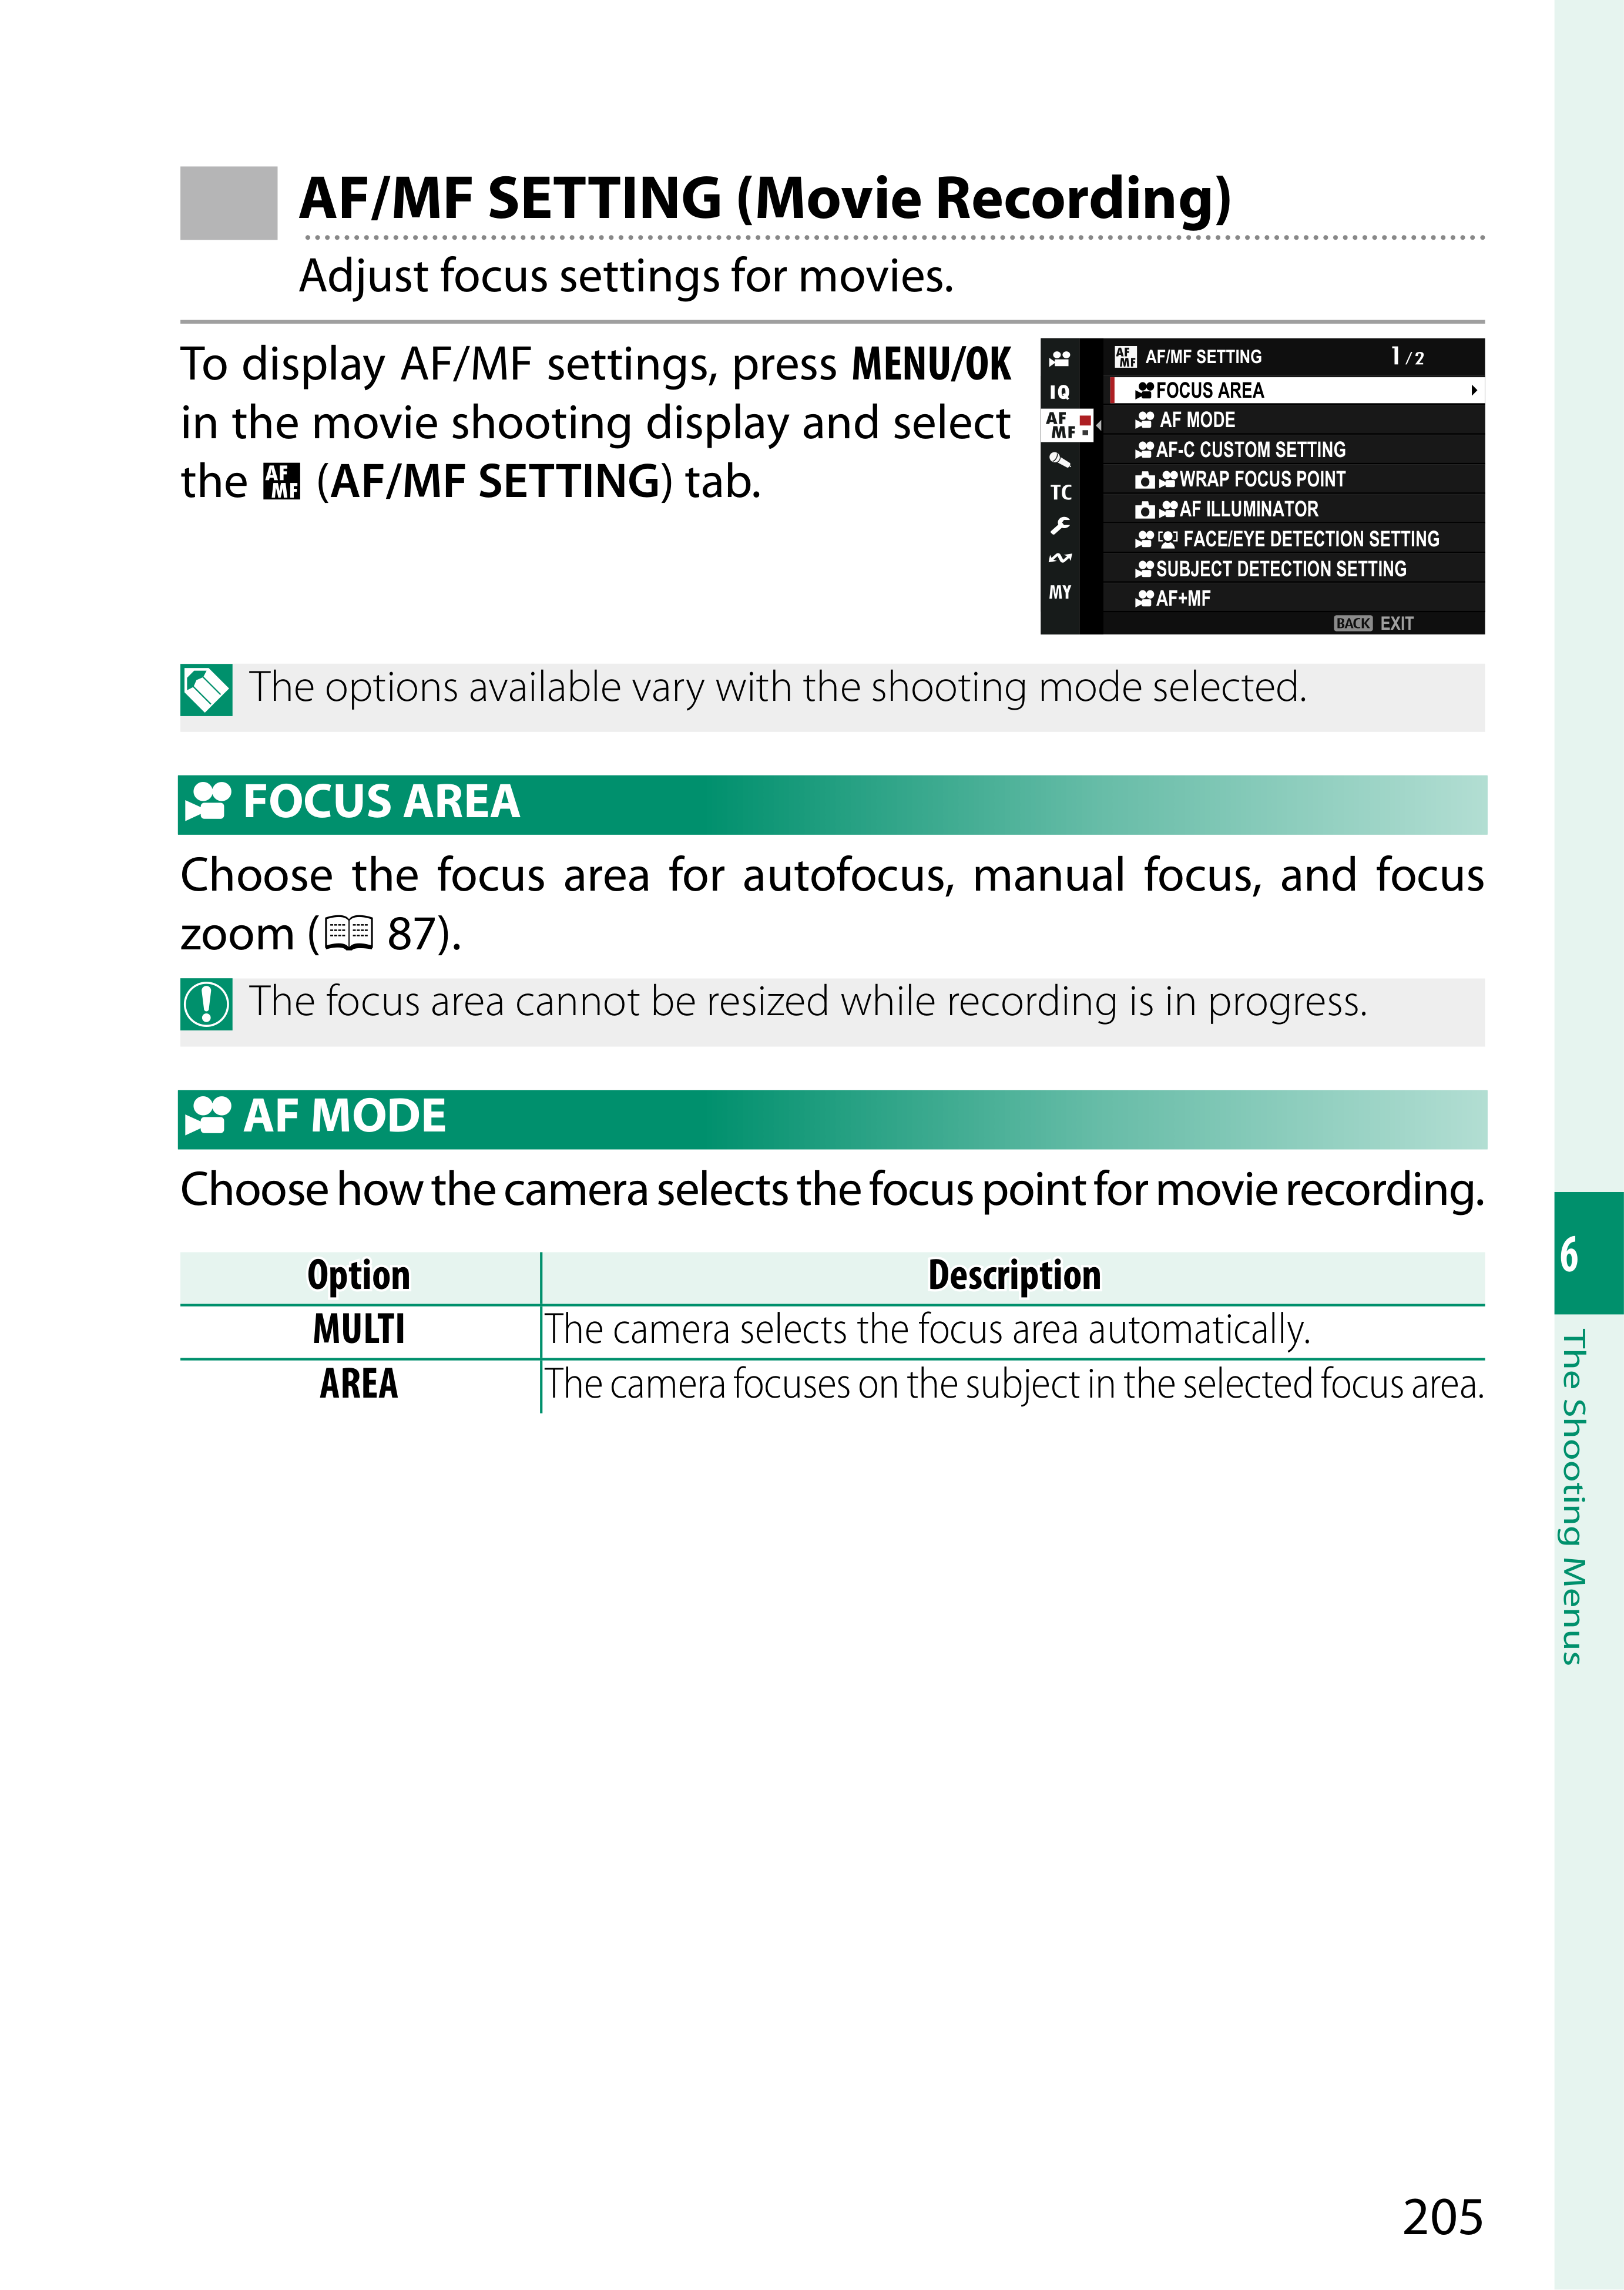 AF/MF SETTING (Movie Recording)
Adjust focus settings for movies.
To display AF/MF settings, press MENU/OK
in the movie shooting display and select
the AF MF (AF/MF SETTING) tab.
AF MF AF/MF SETTING 1/2
FOCUS AREA
AF MODE
AF-C CUSTOM SETTING
WRAP FOCUS POINT
AF ILLUMINATOR
FACE/EYE DETECTION SETTING
SUBJECT DETECTION SETTING
AF+MF
BACK EXIT
IQ
AF
MF
TC
MY
The options available vary with the shooting mode selected.
FOCUS AREA
Choose the focus area for autofocus, manual focus, and focus
zoom ( 87).
The focus area cannot be resized while recording is in progress.
AF MODE
Choose how the camera selects the focus point for movie recording.
Option Description
MULTI The camera selects the focus area automatically.
AREA The camera focuses on the subject in the selected focus area.
6
The Shooting Menus
205